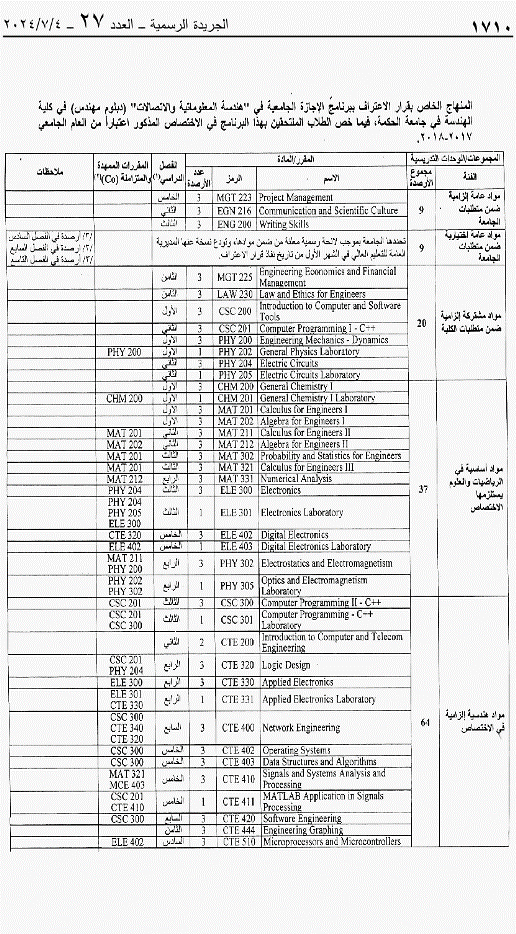 ١٧١٠ الجريدة الرسمية – العدد ٢٧ – ٢٠٢٤/٧/٤
المنهاج الخاص بقرار الاعتراف ببرنامج الإجازة الجامعية في "هندسة المعلوماتية والاتصالات" (دبلوم مهندس) في كلية
الهندسة في جامعة الحكمة، فيما خص الطلاب الملتحقين بهذا البرنامج في الاختصاص المذكور اعتباراً من العام الجامعي
٢٠١٧-٢٠١٨.
المجموعات/الوحدات التدريسية المقرر/المادة
الفئة مجموع الأرصدة الاسم الرمز عدد الأرصدة الفصل الدراسي(١) المقررات الممهدة والمتزاملة (Co)(٢) ملاحظات
مواد عامة إلزامية ضمن متطلبات الجامعة 9
Project Management MGT 223 3 الخامس
Communication and Scientific Culture EGN 216 3 الثاني
Writing Skills ENG 200 3 الثالث
مواد عامة اختيارية ضمن متطلبات الجامعة 9
تحددها الجامعة بموجب لائحة رسمية معلنة من ضمن موادها، وتودع نسخة عنها المديرية
العامة للتعليم العالي في الشهر الأول من تاريخ نفاذ قرار الاعتراف.
/٣/ أرصدة في الفصل السادس
/٣/ أرصدة في الفصل السابع
/٣/ أرصدة في الفصل التاسع
مواد مشتركة إلزامية ضمن متطلبات الكلية 20
Engineering Economics and Financial Management MGT 225 3 الثامن
Law and Ethics for Engineers LAW 230 3 الثامن
Introduction to Computer and Software Tools CSC 200 3 الأول
Computer Programming I - C++ CSC 201 3 الثاني
Engineering Mechanics - Dynamics PHY 200 3 الأول
General Physics Laboratory PHY 202 1 الأول PHY 200
Electric Circuits PHY 204 3 الثاني
Electric Circuits Laboratory PHY 205 1 الثاني
مواد أساسية في الرياضيات والعلوم يستلزمها الاختصاص 37
General Chemistry I CHM 200 3 الأول
General Chemistry I Laboratory CHM 201 1 الأول CHM 200
Calculus for Engineers I MAT 201 3 الأول
Algebra for Engineers I MAT 202 3 الأول
Calculus for Engineers II MAT 211 3 الثاني MAT 201
Algebra for Engineers II MAT 212 3 الثاني MAT 202
Probability and Statistics for Engineers MAT 302 3 الثالث MAT 201
Calculus for Engineers III MAT 321 3 الثالث MAT 201
Numerical Analysis MAT 331 3 الرابع MAT 212
Electronics ELE 300 3 الثالث PHY 204
Electronics Laboratory ELE 301 1 الثالث PHY 204 PHY 205 ELE 300
Digital Electronics ELE 402 3 الخامس CTE 320
Digital Electronics Laboratory ELE 403 1 الخامس ELE 402
Electrostatics and Electromagnetism PHY 302 3 الرابع MAT 211 PHY 200
Optics and Electromagnetism Laboratory PHY 305 1 الرابع PHY 202 PHY 302
مواد هندسية إلزامية في الاختصاص 64
Computer Programming II - C++ CSC 300 3 الثالث CSC 201
Computer Programming - C++ Laboratory CSC 301 1 الثالث CSC 201 CSC 300
Introduction to Computer and Telecom Engineering CTE 200 2 الثاني
Logic Design CTE 320 3 الرابع CSC 201 PHY 204
Applied Electronics CTE 330 3 الرابع ELE 300
Applied Electronics Laboratory CTE 331 1 الرابع ELE 301 CTE 330
Network Engineering CTE 400 3 السابع CSC 300 CTE 340 CTE 320
Operating Systems CTE 402 3 الخامس CSC 300
Data Structures and Algorithms CTE 403 3 الخامس CSC 300
Signals and Systems Analysis and Processing CTE 410 3 الخامس MAT 321 MCE 403
MATLAB Application in Signals Processing CTE 411 1 الخامس CSC 201 CTE 410
Software Engineering CTE 420 3 السابع CSC 300
Engineering Graphing CTE 444 3 الثامن
Microprocessors and Microcontrollers CTE 510 3 السادس ELE 402